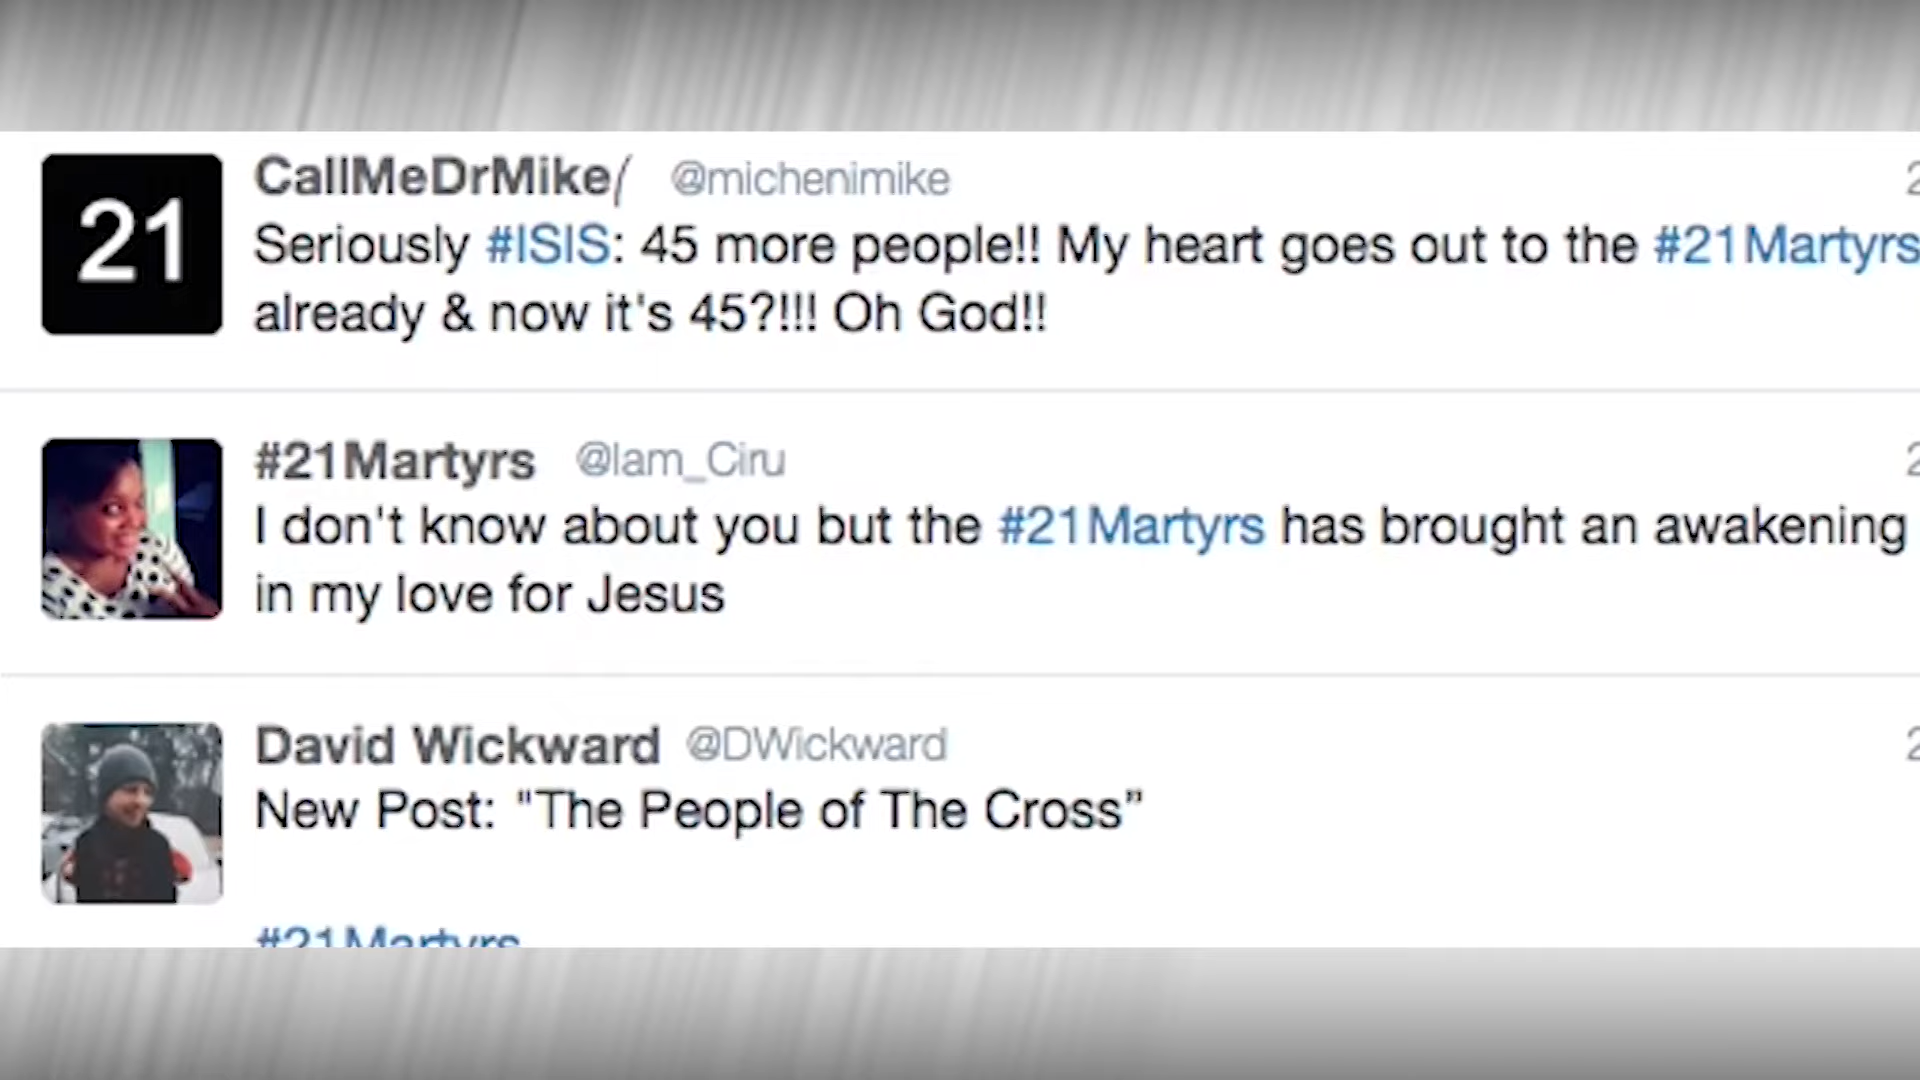 21
CallMeDrMike/ @michenimike
Seriously #ISIS: 45 more people!! My heart goes out to the #21Martyrs
already & now it's 45?!!! Oh God!!
#21Martyrs @Iam_Ciru
I don't know about you but the #21Martyrs has brought an awakening
in my love for Jesus
David Wickward @DWickward
New Post: "The People of The Cross”
#21Martyrs